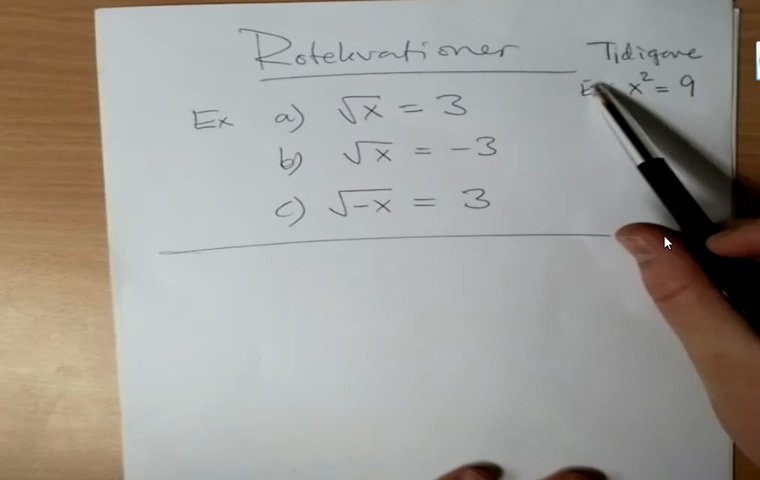 Rotekvationer
Tidigare
Ex x² = 9
Ex a) √x = 3
b) √x = -3
c) √-x = 3